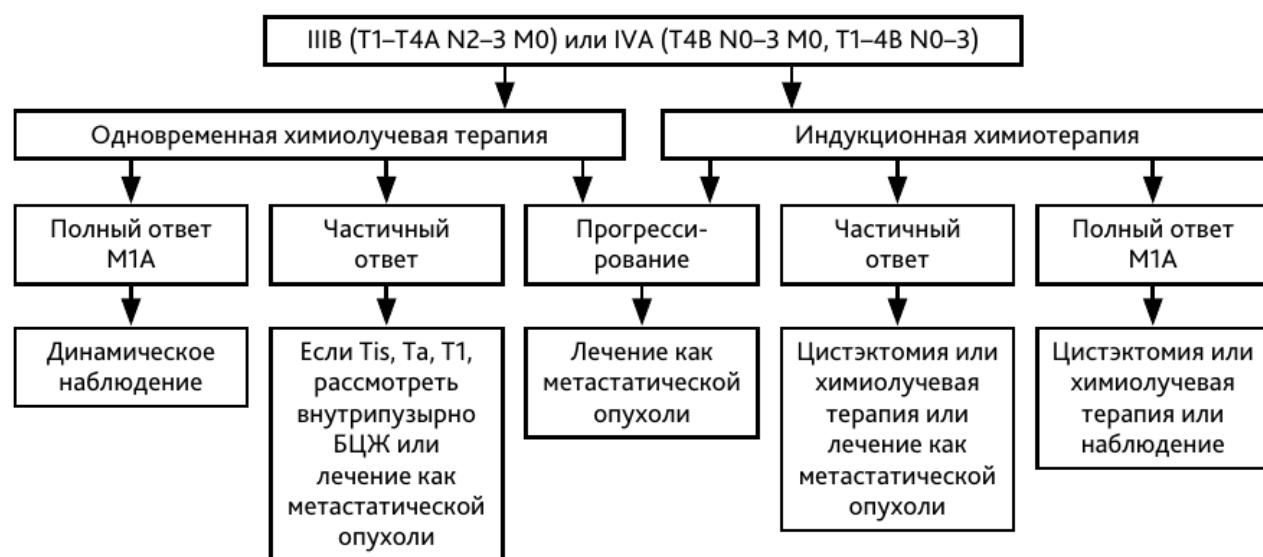 IIIB (T1–T4A N2–3 M0) или IVA (T4B N0–3 M0, T1–4B N0–3)
Одновременная химиолучевая терапия
Индукционная химиотерапия
Полный ответ
M1A
Частичный
ответ
Прогресси-
рование
Частичный
ответ
Полный ответ
M1A
Динамическое
наблюдение
Если Tis, Ta, T1,
рассмотреть
внутрипузырно
БЦЖ или
лечение как
метастатической
опухоли
Лечение как
метастатической
опухоли
Цистэктомия или
химиолучевая
терапия или
лечение как
метастатической
опухоли
Цистэктомия или
химиолучевая
терапия или
наблюдение